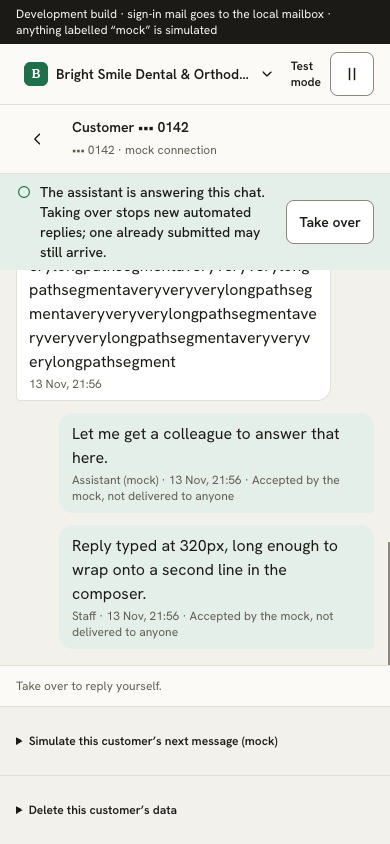 Development build · sign-in mail goes to the local mailbox ·
anything labelled “mock” is simulated
B Bright Smile Dental & Orthod…
Test
mode
Customer ••• 0142
••• 0142 · mock connection
The assistant is answering this chat.
Taking over stops new automated
replies; one already submitted may
still arrive.
Take over
erylongpathsegmentaveryveryverylong
pathsegmentaveryveryverylongpathseg
mentaveryveryverylongpathsegmentave
ryveryverylongpathsegmentaveryveryv
erylongpathsegment
13 Nov, 21:56
Let me get a colleague to answer that
here.
Assistant (mock) · 13 Nov, 21:56 · Accepted by the
mock, not delivered to anyone
Reply typed at 320px, long enough to
wrap onto a second line in the
composer.
Staff · 13 Nov, 21:56 · Accepted by the mock, not
delivered to anyone
Take over to reply yourself.
Simulate this customer’s next message (mock)
Delete this customer’s data